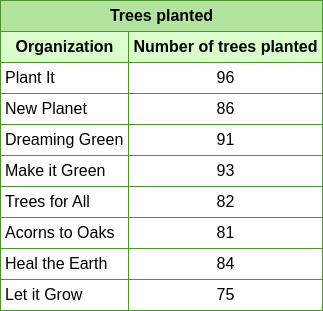 Trees planted
Organization Number of trees planted
Plant It 96
New Planet 86
Dreaming Green 91
Make it Green 93
Trees for All 82
Acorns to Oaks 81
Heal the Earth 84
Let it Grow 75